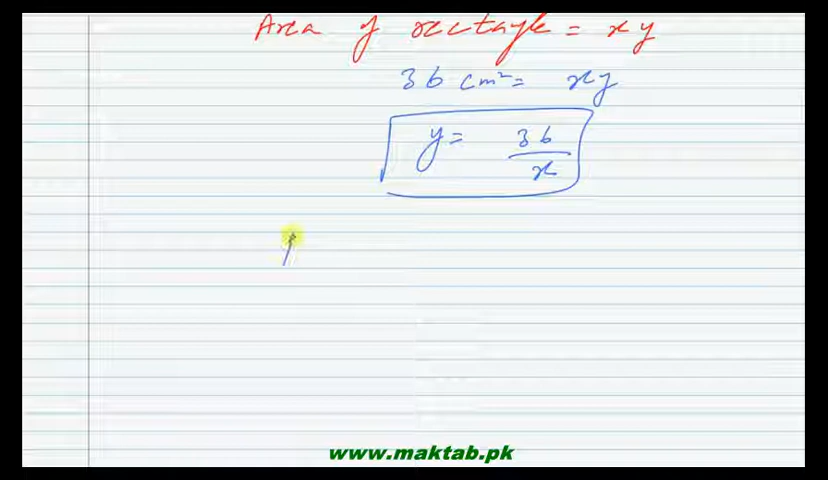 Area of rectangle = xy
36 cm² = xy
y = 36/x
www.maktab.pk